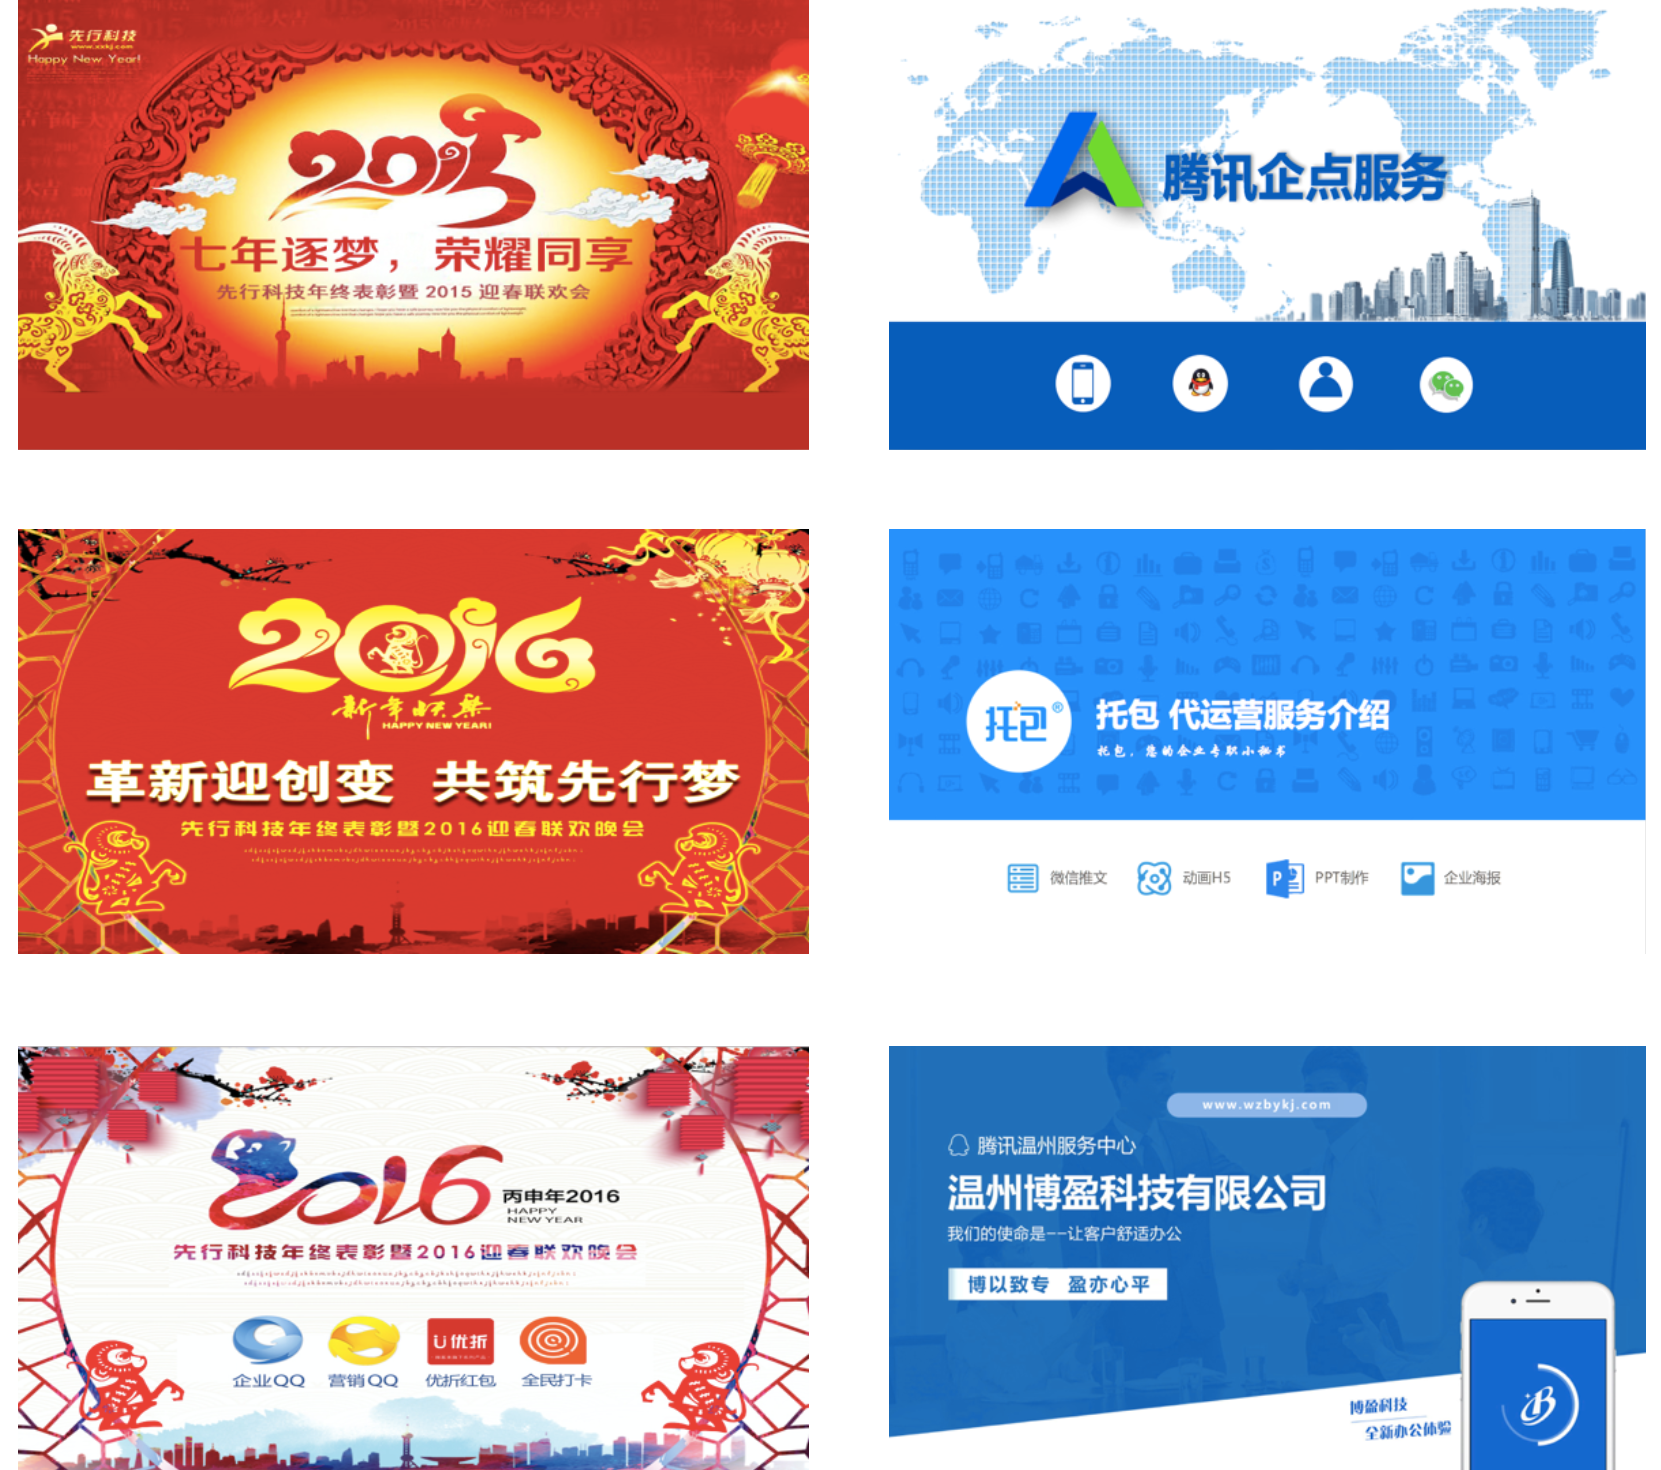 先行科技
www.xxkj.com
Happy New Year!
2015
七年逐梦，荣耀同享
先行科技年终表彰暨 2015 迎春联欢会
腾讯企点服务
2016
新年快乐
HAPPY NEW YEAR!
革新迎创变 共筑先行梦
先行科技年终表彰暨2016迎春联欢晚会
托包®
托包 代运营服务介绍
托包，您的企业专职小秘书
微信推文
动画H5
PPT制作
企业海报
2016
丙申年2016
HAPPY
NEW YEAR
先行科技年终表彰暨2016迎春联欢晚会
U优折
企业QQ
营销QQ
优折红包
全民打卡
www.wzbykj.com
腾讯温州服务中心
温州博盈科技有限公司
我们的使命是--让客户舒适办公
博以致专 盈亦心平
博盈科技
全新办公体验
B